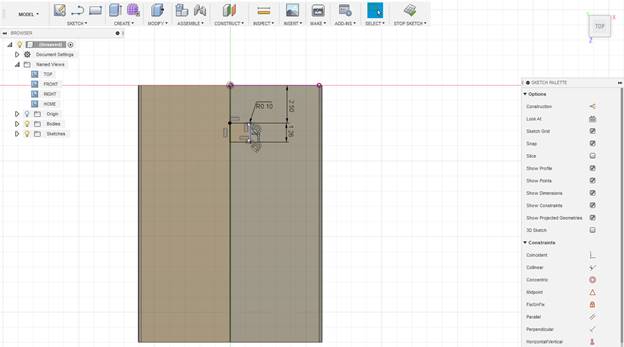 MODEL
SKETCH
CREATE
MODIFY
ASSEMBLE
CONSTRUCT
INSPECT
INSERT
MAKE
ADD-INS
SELECT
STOP SKETCH
BROWSER
(Unsaved)
Document Settings
Named Views
TOP
FRONT
RIGHT
HOME
Origin
Bodies
Sketches
TOP
X
Z
R0.10
2.50
1.25
SKETCH PALETTE
Options
Construction
Look At
Sketch Grid
Snap
Slice
Show Profile
Show Points
Show Dimensions
Show Constraints
Show Projected Geometries
3D Sketch
Constraints
Coincident
Collinear
Concentric
Midpoint
Fix/UnFix
Parallel
Perpendicular
Horizontal/Vertical